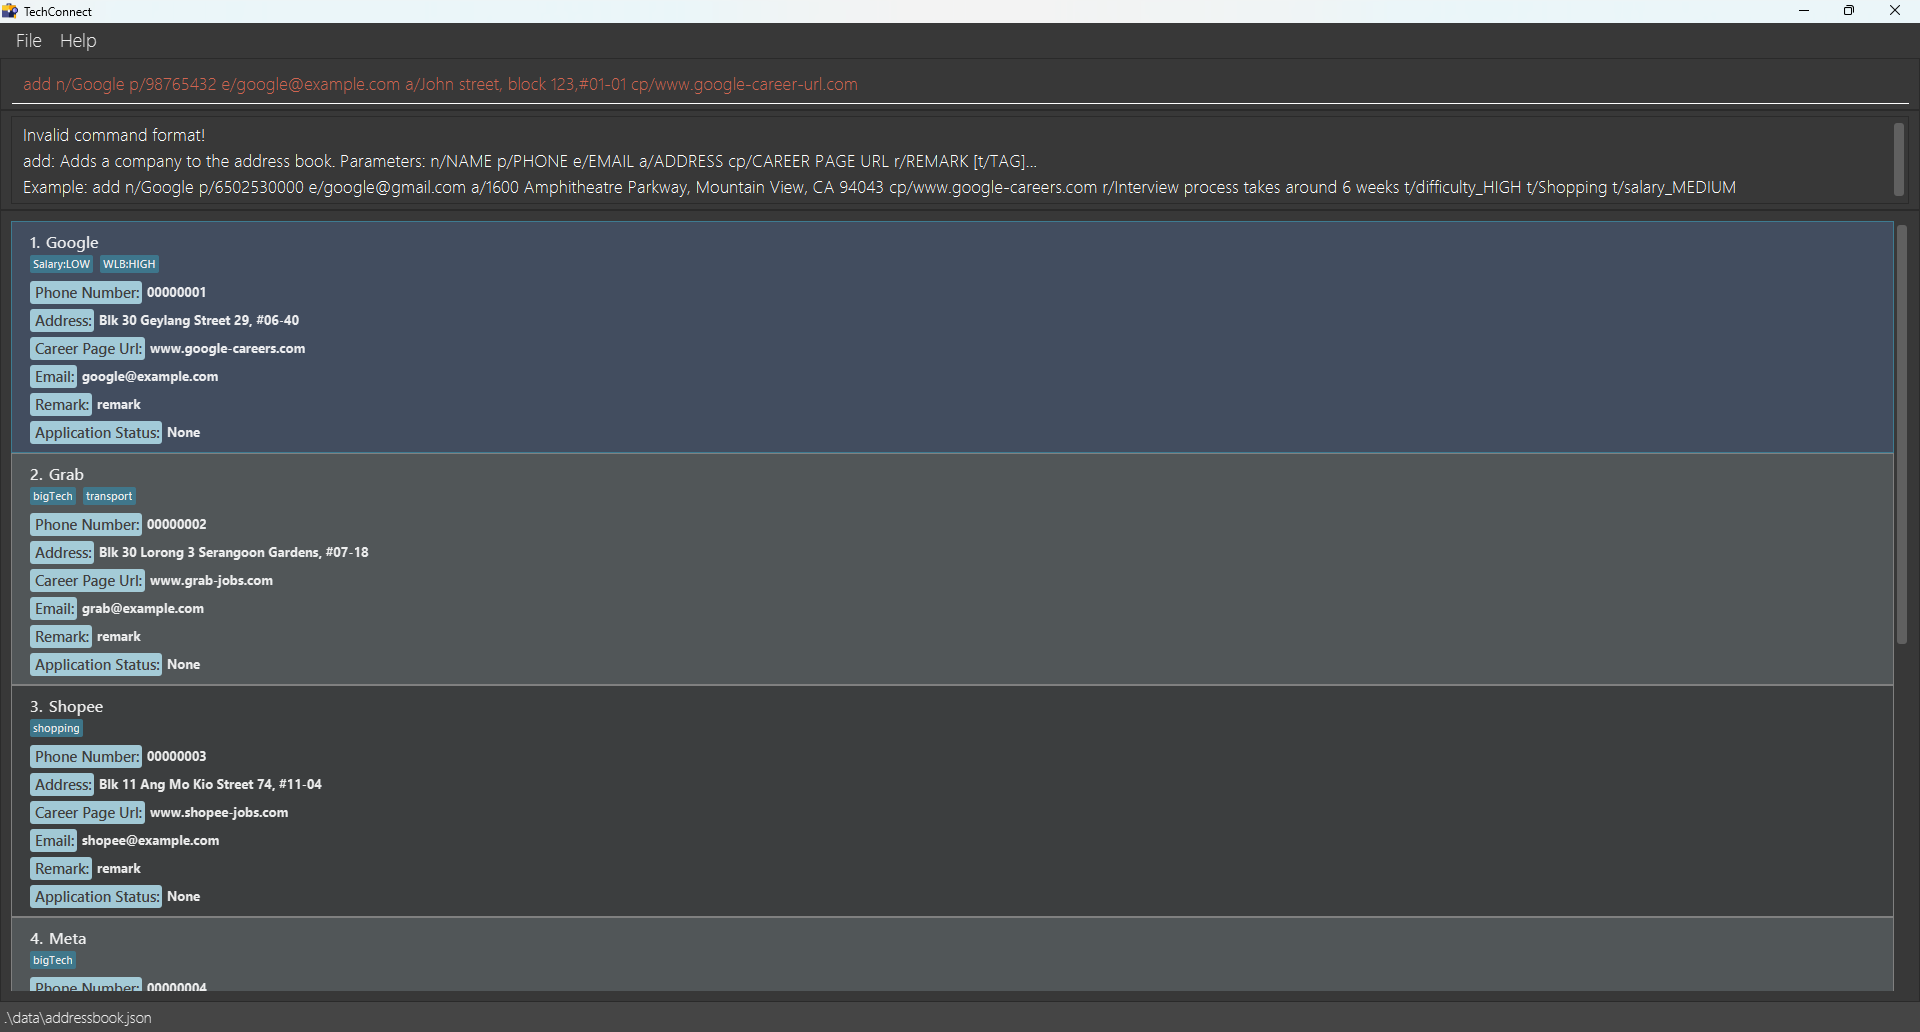 TechConnect
File Help
add n/Google p/98765432 e/google@example.com a/John street, block 123,#01-01 cp/www.google-career-url.com
Invalid command format!
add: Adds a company to the address book. Parameters: n/NAME p/PHONE e/EMAIL a/ADDRESS cp/CAREER PAGE URL r/REMARK [t/TAG]...
Example: add n/Google p/6502530000 e/google@gmail.com a/1600 Amphitheatre Parkway, Mountain View, CA 94043 cp/www.google-careers.com r/Interview process takes around 6 weeks t/difficulty_HIGH t/Shopping t/salary_MEDIUM
1. Google
Salary:LOW WLB:HIGH
Phone Number: 00000001
Address: Blk 30 Geylang Street 29, #06-40
Career Page Url: www.google-careers.com
Email: google@example.com
Remark: remark
Application Status: None
2. Grab
bigTech transport
Phone Number: 00000002
Address: Blk 30 Lorong 3 Serangoon Gardens, #07-18
Career Page Url: www.grab-jobs.com
Email: grab@example.com
Remark: remark
Application Status: None
3. Shopee
shopping
Phone Number: 00000003
Address: Blk 11 Ang Mo Kio Street 74, #11-04
Career Page Url: www.shopee-jobs.com
Email: shopee@example.com
Remark: remark
Application Status: None
4. Meta
bigTech
Phone Number: 00000004
.\data\addressbook.json